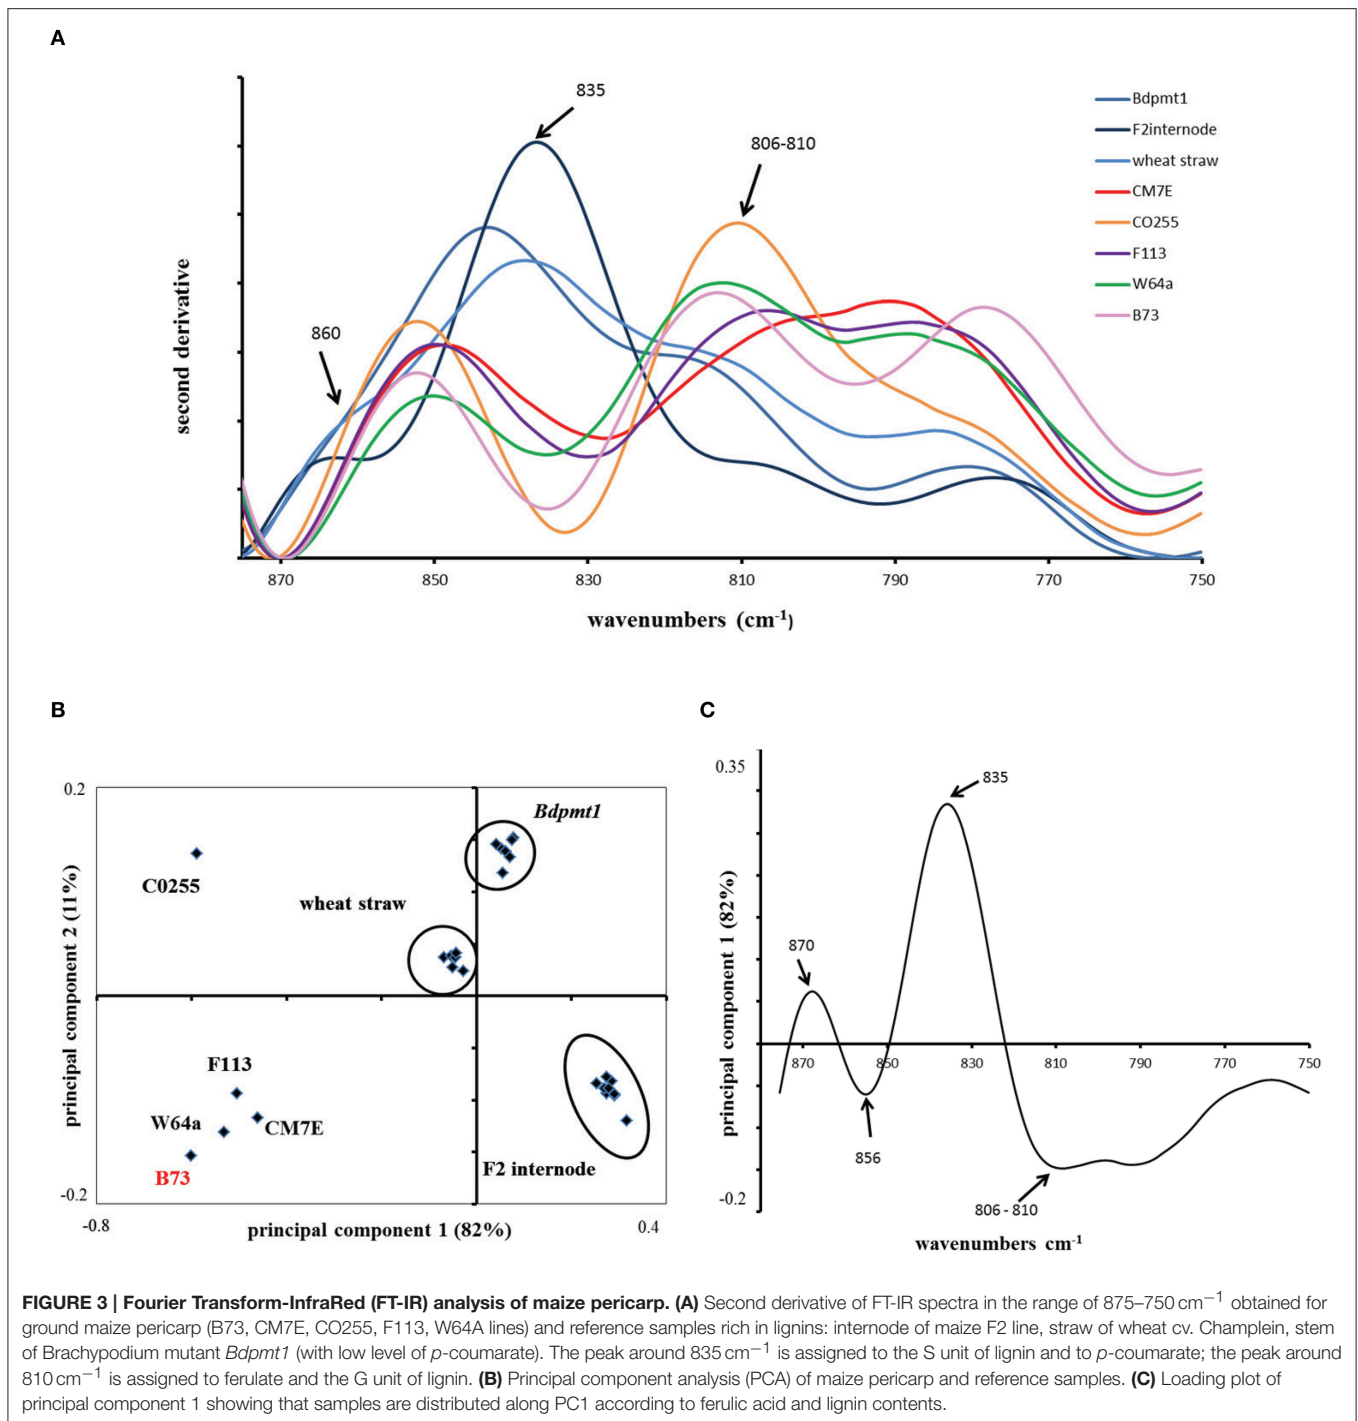 A
835
806-810
860
Bdpmt1
F2internode
wheat straw
CM7E
CO255
F113
W64a
B73
second derivative
870 850 830 810 790 770 750
wavenumbers (cm-1)
B
0.2
principal component 2 (11%)
-0.2
Bdpmt1
C0255
wheat straw
F113
W64a
CM7E
B73
F2 internode
-0.8
principal component 1 (82%)
0.4
C
0.35
principal component 1 (82%)
-0.2
835
870
870 850 830 810 790 770 750
856
806 - 810
wavenumbers cm-1
FIGURE 3 | Fourier Transform-InfraRed (FT-IR) analysis of maize pericarp. (A) Second derivative of FT-IR spectra in the range of 875–750 cm−1 obtained for
ground maize pericarp (B73, CM7E, CO255, F113, W64A lines) and reference samples rich in lignins: internode of maize F2 line, straw of wheat cv. Champlein, stem
of Brachypodium mutant Bdpmt1 (with low level of p-coumarate). The peak around 835 cm−1 is assigned to the S unit of lignin and to p-coumarate; the peak around
810 cm−1 is assigned to ferulate and the G unit of lignin. (B) Principal component analysis (PCA) of maize pericarp and reference samples. (C) Loading plot of
principal component 1 showing that samples are distributed along PC1 according to ferulic acid and lignin contents.